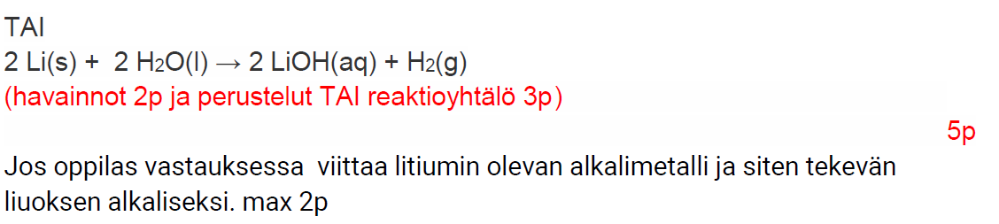 TAI
2 Li(s) +  2 H2O(l) → 2 LiOH(aq) + H2(g)
(havainnot 2p ja perustelut TAI reaktioyhtälö 3p)
5p
Jos oppilas vastauksessa  viittaa litiumin olevan alkalimetalli ja siten tekevän
liuoksen alkaliseksi. max 2p